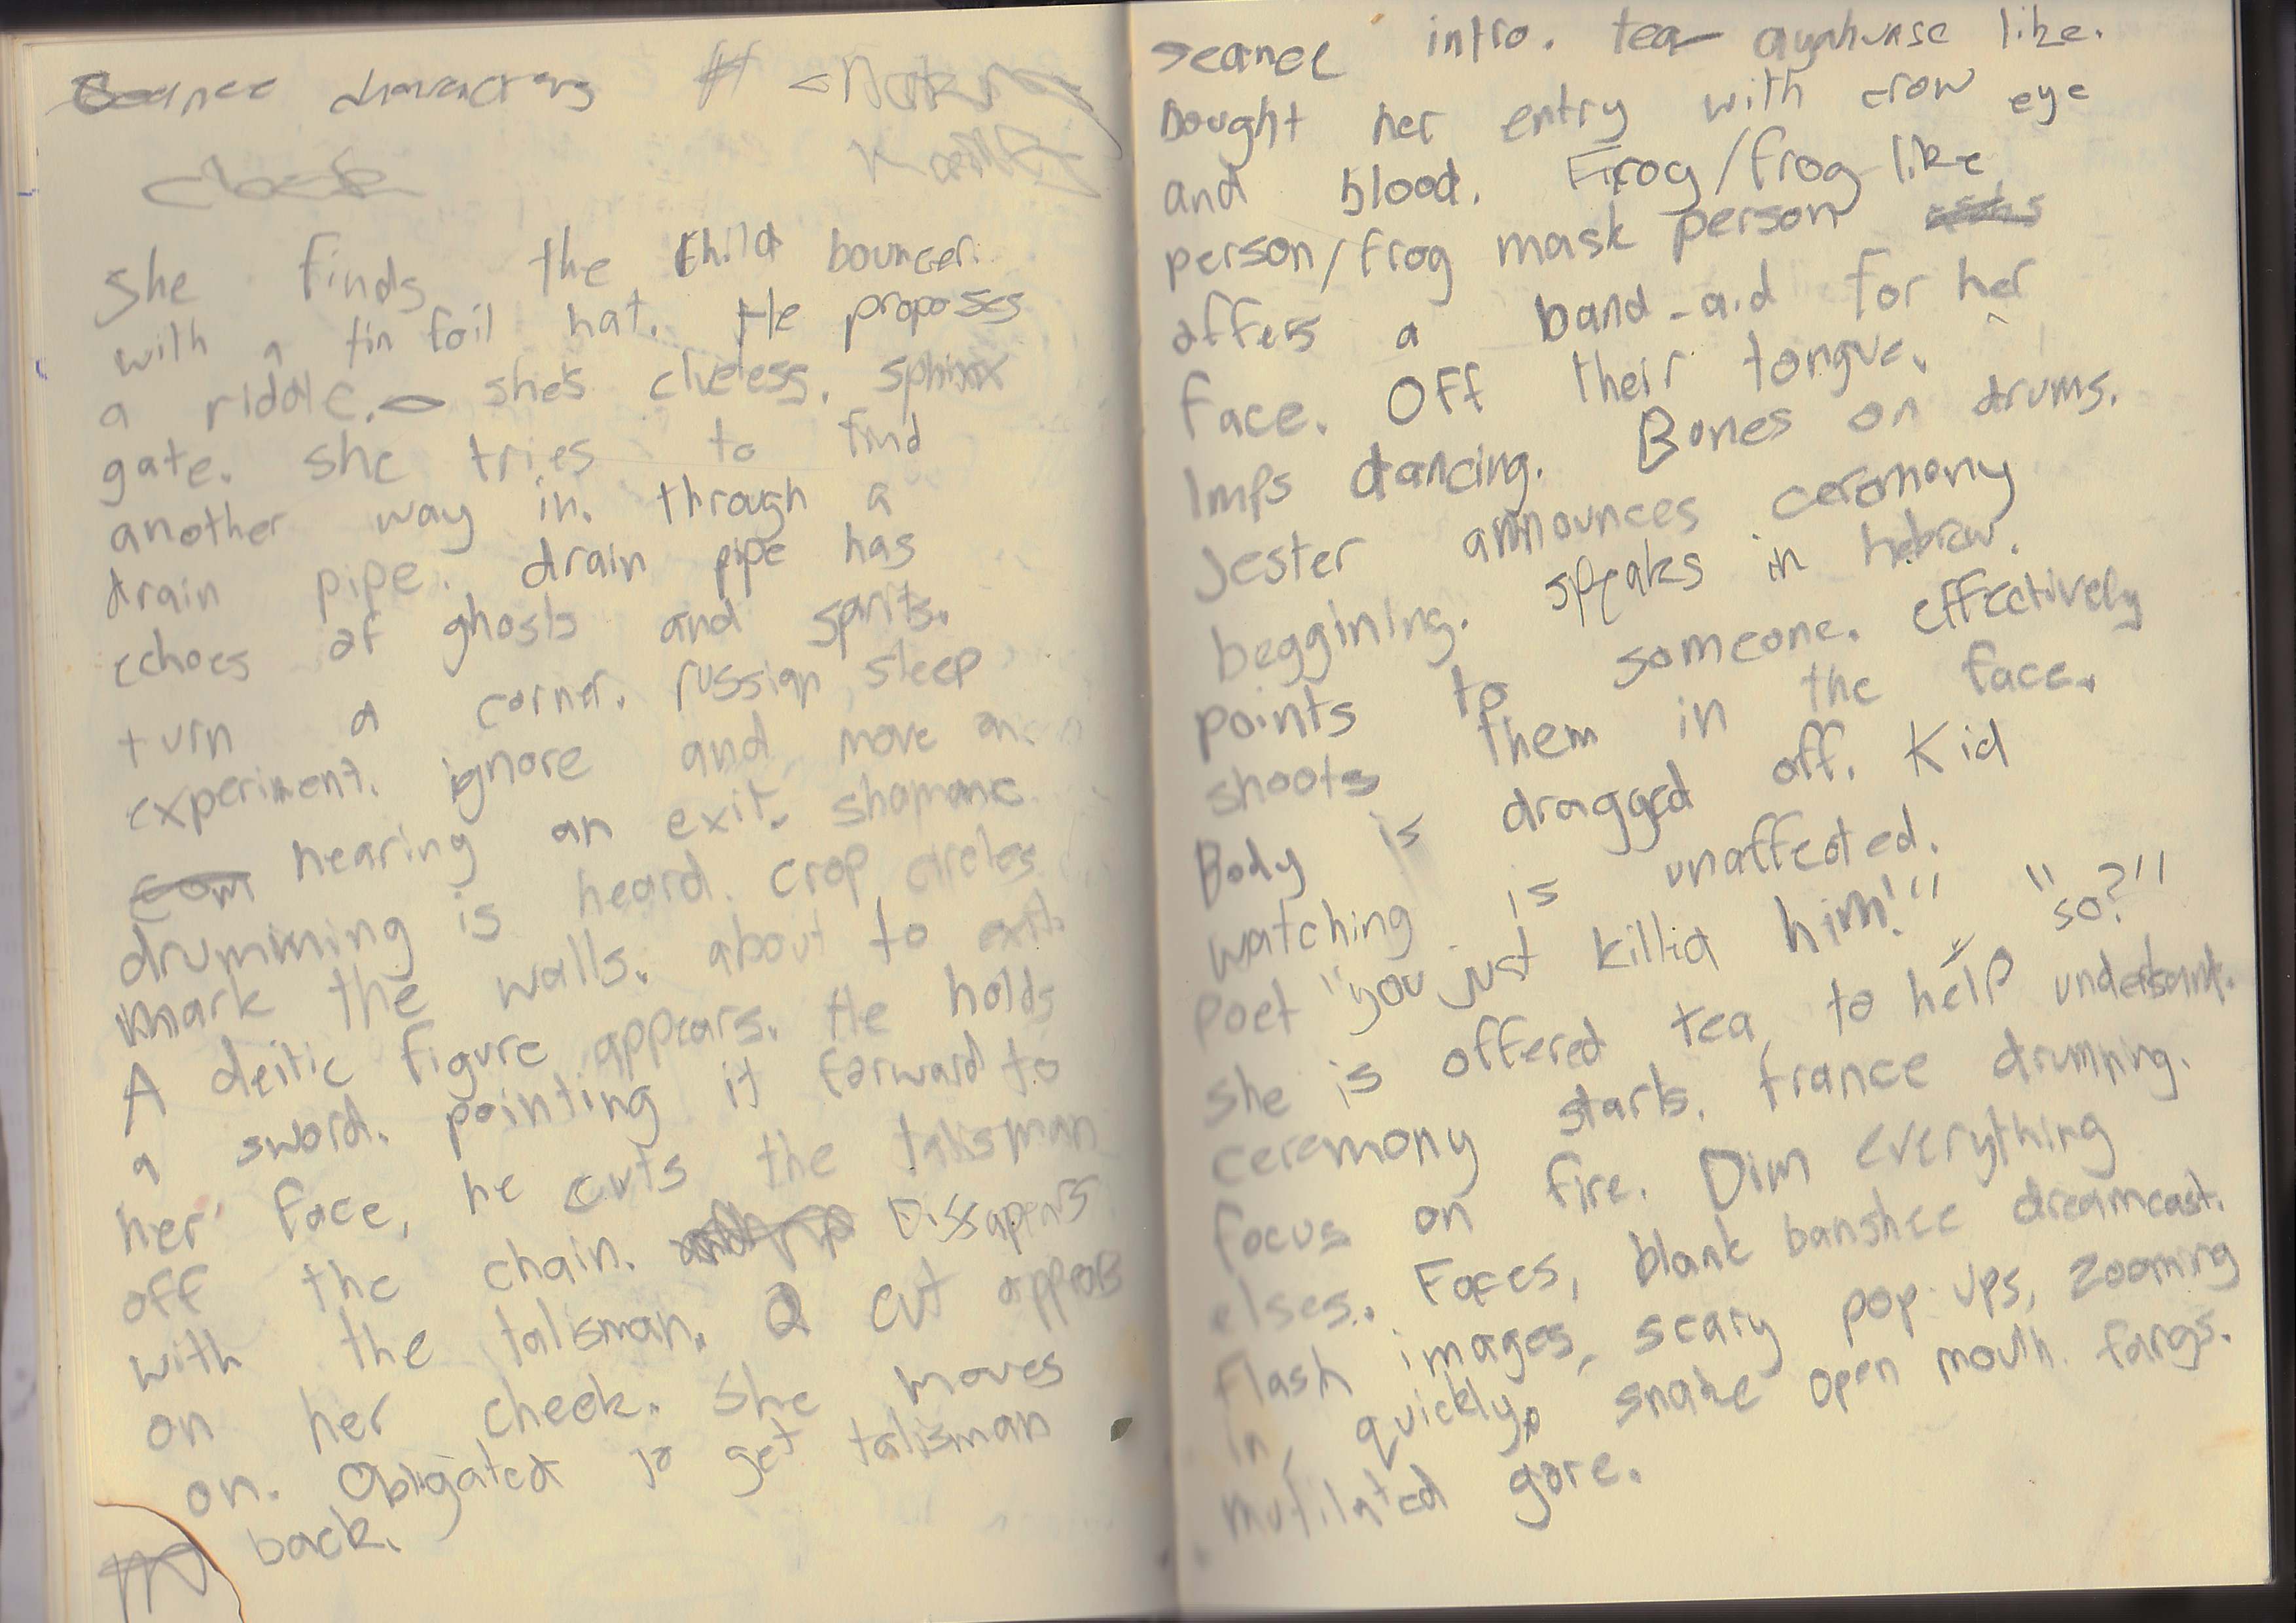 characters
She finds the child bouncer.
with a tin foil hat. He proposes
a riddle. she's clueless. sphinx
gate. she tries to find
another way in. through a
drain pipe. drain pipe has
echoes of ghosts and spirits.
turn a corner. russian sleep
experiment. ignore and move on.
nearing an exit. shamanic
drumming is heard. crop circles
mark the walls. about to exit.
A deitic figure appears. He holds
a sword. pointing it forward to
her face, he cuts the talisman
off the chain. Dissapears
with the talisman. a cut appears
on her cheek. she moves
on. Obligated to get talisman
back.
seance intro. tea like.
bought her entry with crow eye
and blood. Frog/frog like
person/frog mask person
offers a band-aid for her
face. Off their tongue.
Imps dancing. Bones on drums.
Jester announces ceremony
beggining. speaks in hebrew.
points to someone. effectively
shoots them in the face.
Body is dragged off. Kid
watching is unaffected.
Poet "you just killed him!" "so?"
she is offered tea to help
ceremony starts. trance drumming.
focus on fire. Dim everything
elses. Faces, blank banshee dreamcast.
flash images, scary pop ups, zooming
in, quickly, snake open mouth fangs.
mutilated gore.